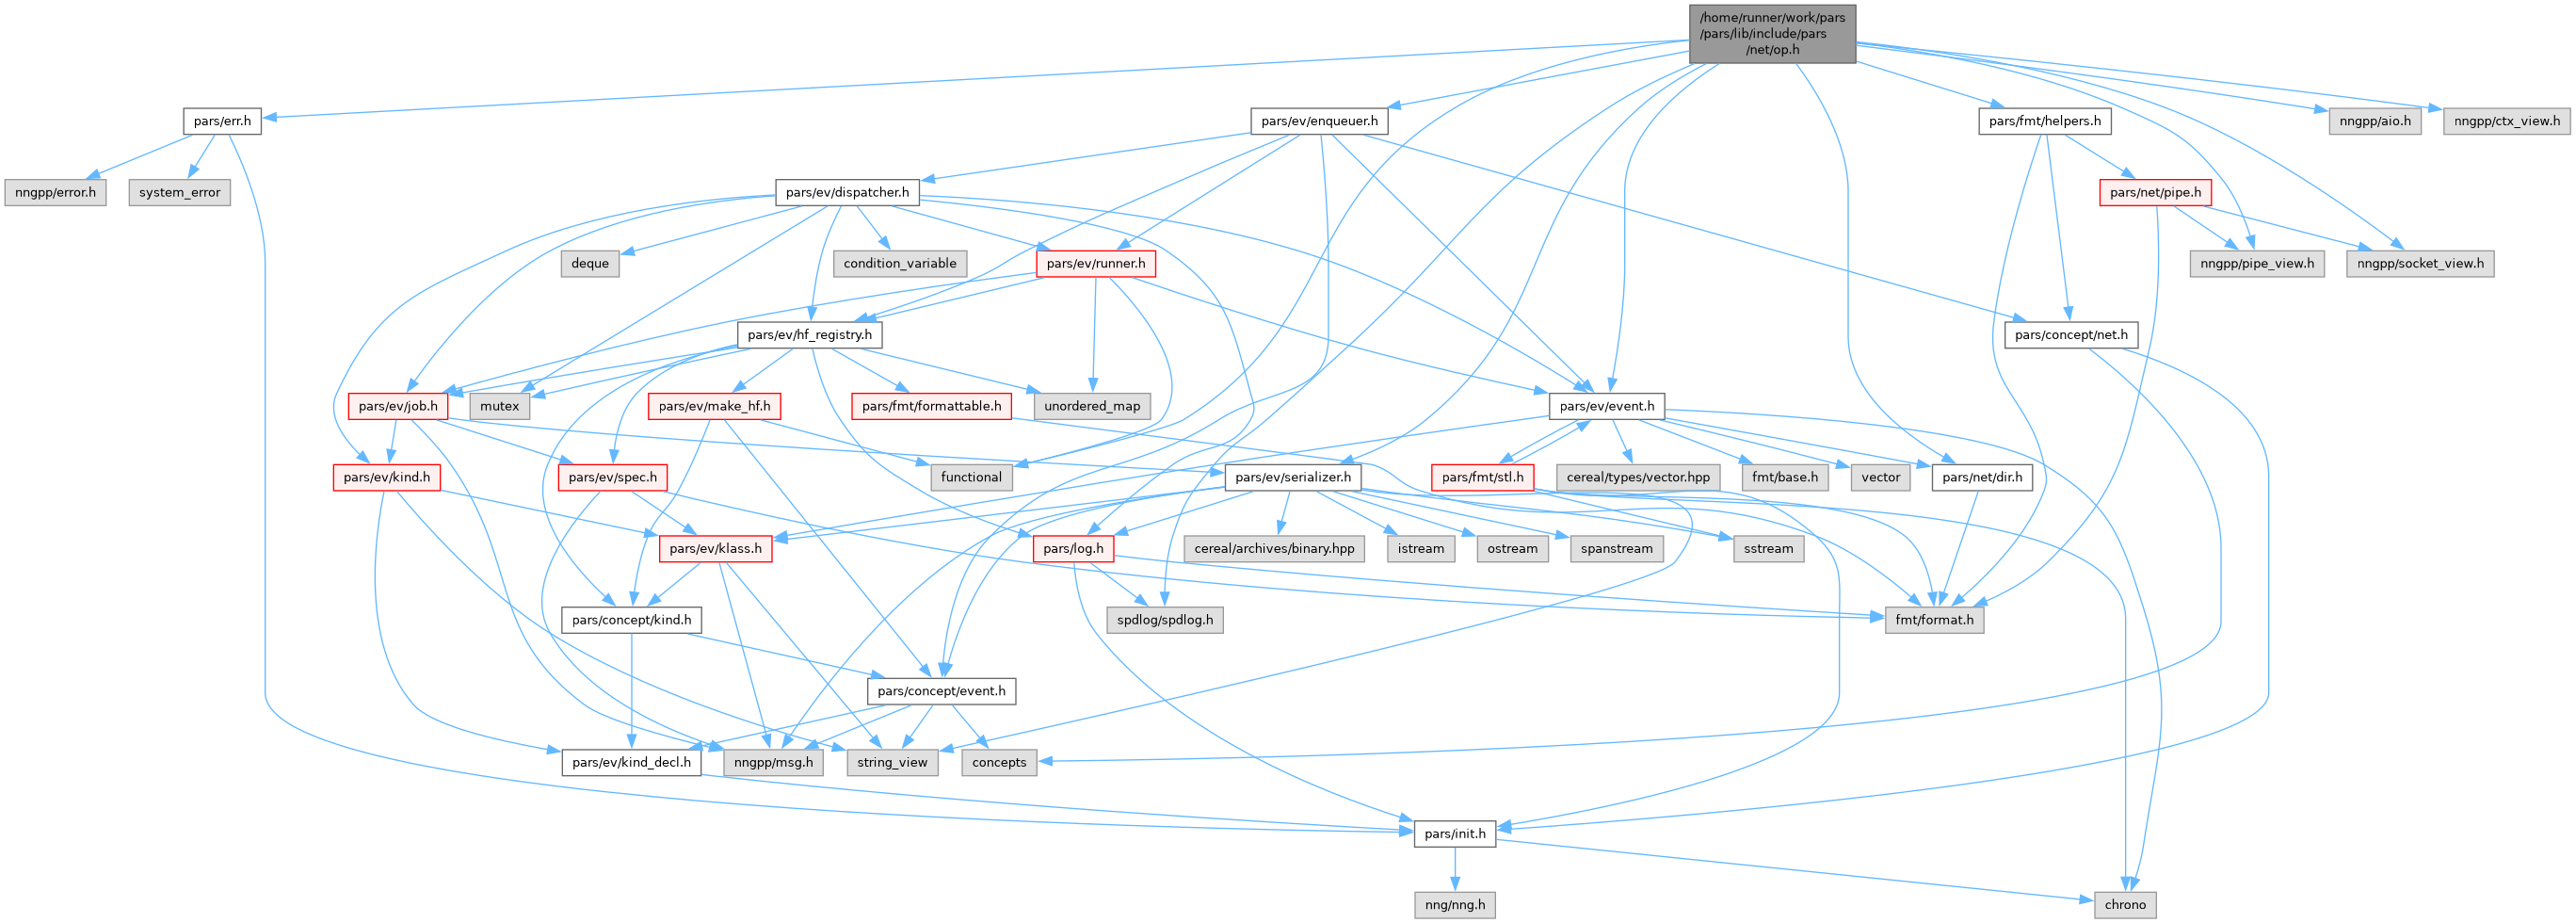 /home/runner/work/pars
/pars/lib/include/pars
/net/op.h
pars/err.h
pars/ev/enqueuer.h
pars/fmt/helpers.h
nngpp/aio.h
nngpp/ctx_view.h
nngpp/error.h
system_error
pars/ev/dispatcher.h
pars/net/pipe.h
deque
condition_variable
pars/ev/runner.h
nngpp/pipe_view.h
nngpp/socket_view.h
pars/ev/hf_registry.h
pars/concept/net.h
pars/ev/job.h
mutex
pars/ev/make_hf.h
pars/fmt/formattable.h
unordered_map
pars/ev/event.h
pars/ev/kind.h
pars/ev/spec.h
functional
pars/ev/serializer.h
pars/fmt/stl.h
cereal/types/vector.hpp
fmt/base.h
vector
pars/net/dir.h
pars/ev/klass.h
pars/log.h
cereal/archives/binary.hpp
istream
ostream
spanstream
sstream
pars/concept/kind.h
spdlog/spdlog.h
fmt/format.h
pars/concept/event.h
pars/ev/kind_decl.h
nngpp/msg.h
string_view
concepts
pars/init.h
nng/nng.h
chrono